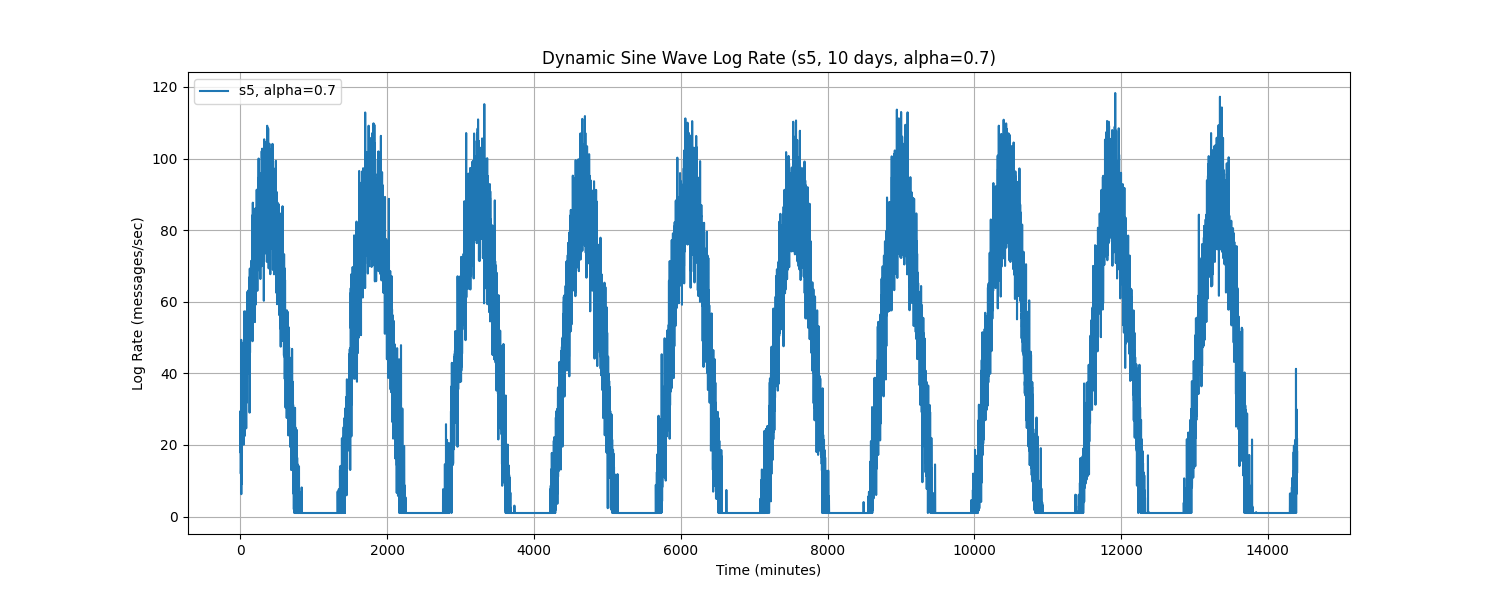 Dynamic Sine Wave Log Rate (s5, 10 days, alpha=0.7)
s5, alpha=0.7
Log Rate (messages/sec)
120
100
80
60
40
20
0
0 2000 4000 6000 8000 10000 12000 14000
Time (minutes)